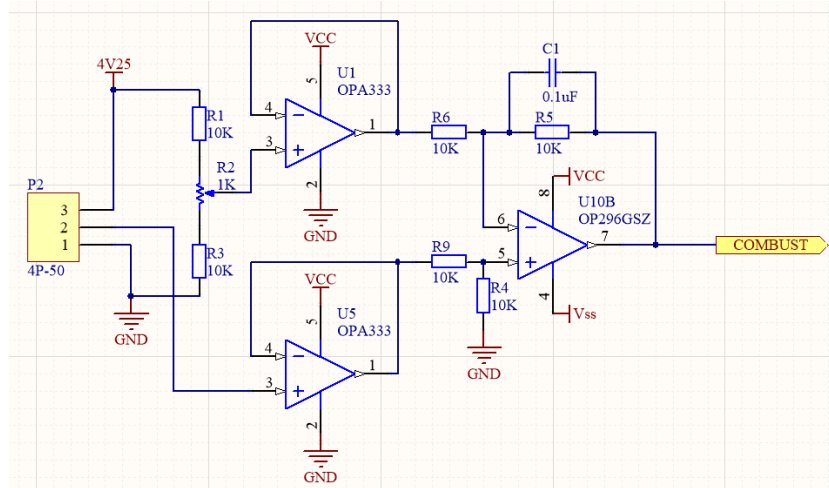 4V25
VCC
C1
0.1uF
U1
OPA333
5
4
3
1
2
R1
10K
R2
1K
R3
10K
R6
10K
R5
10K
P2
3
2
1
4P-50
GND
GND
VCC
U10B
OP296GSZ
8
6
5
7
4
COMBUST
Vss
R9
10K
R4
10K
GND
VCC
U5
OPA333
5
4
3
1
2
GND